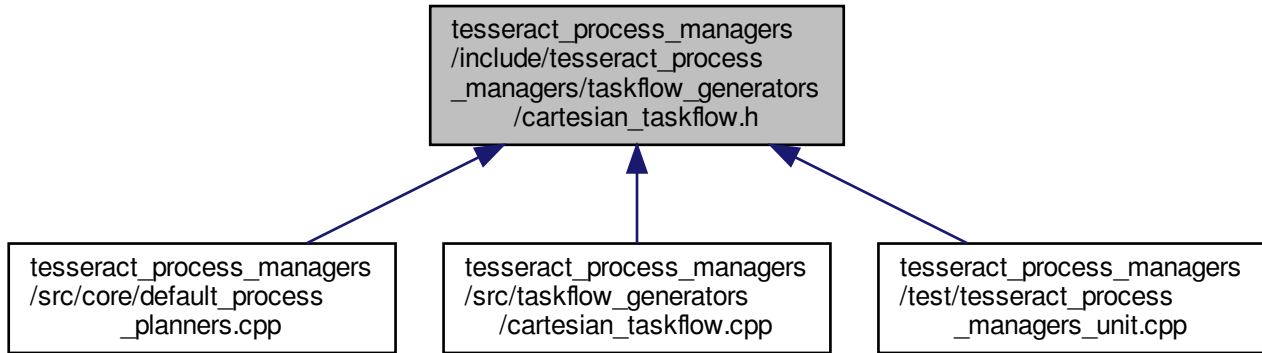 tesseract_process_managers
/include/tesseract_process
_managers/taskflow_generators
/cartesian_taskflow.h
tesseract_process_managers
/src/core/default_process
_planners.cpp
tesseract_process_managers
/src/taskflow_generators
/cartesian_taskflow.cpp
tesseract_process_managers
/test/tesseract_process
_managers_unit.cpp